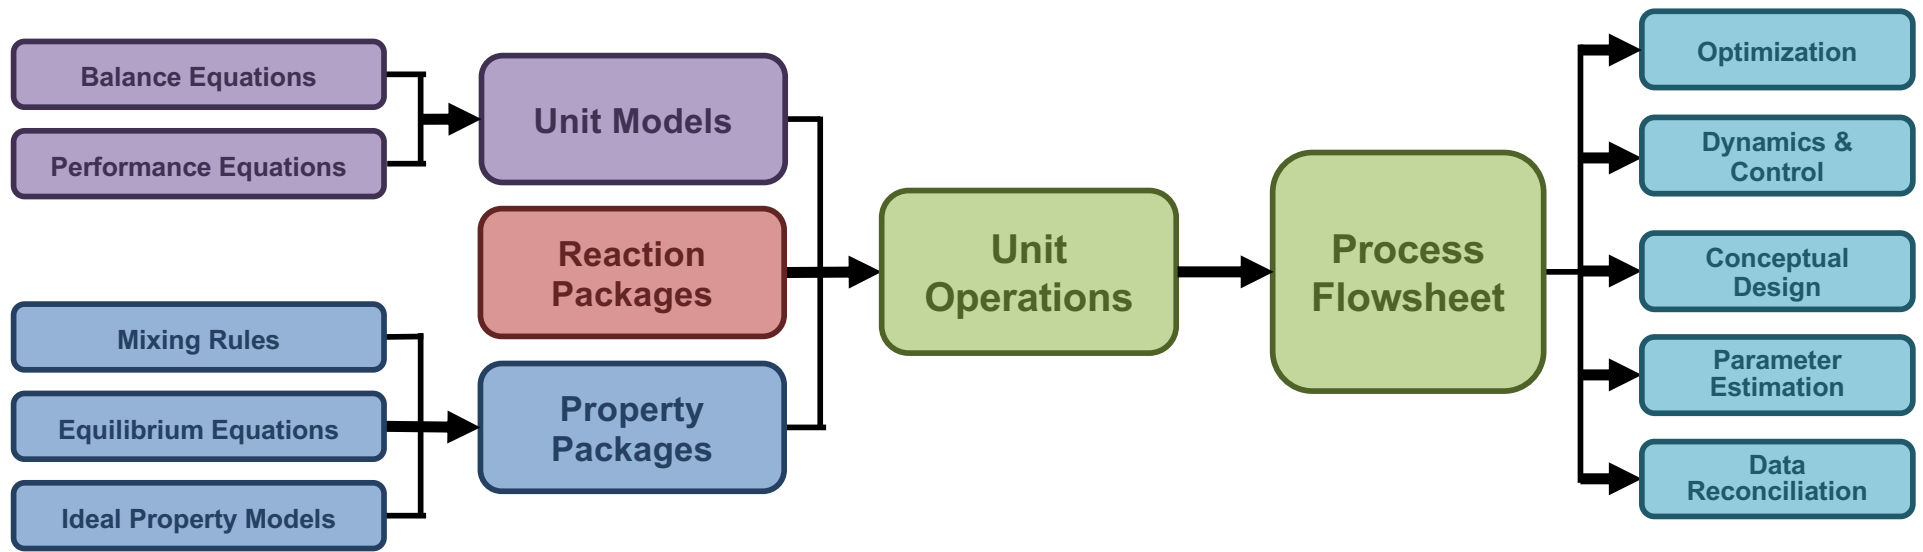 Balance Equations
Performance Equations
Mixing Rules
Equilibrium Equations
Ideal Property Models
Unit Models
Reaction
Packages
Property
Packages
Unit
Operations
Process
Flowsheet
Optimization
Dynamics &
Control
Conceptual
Design
Parameter
Estimation
Data
Reconciliation